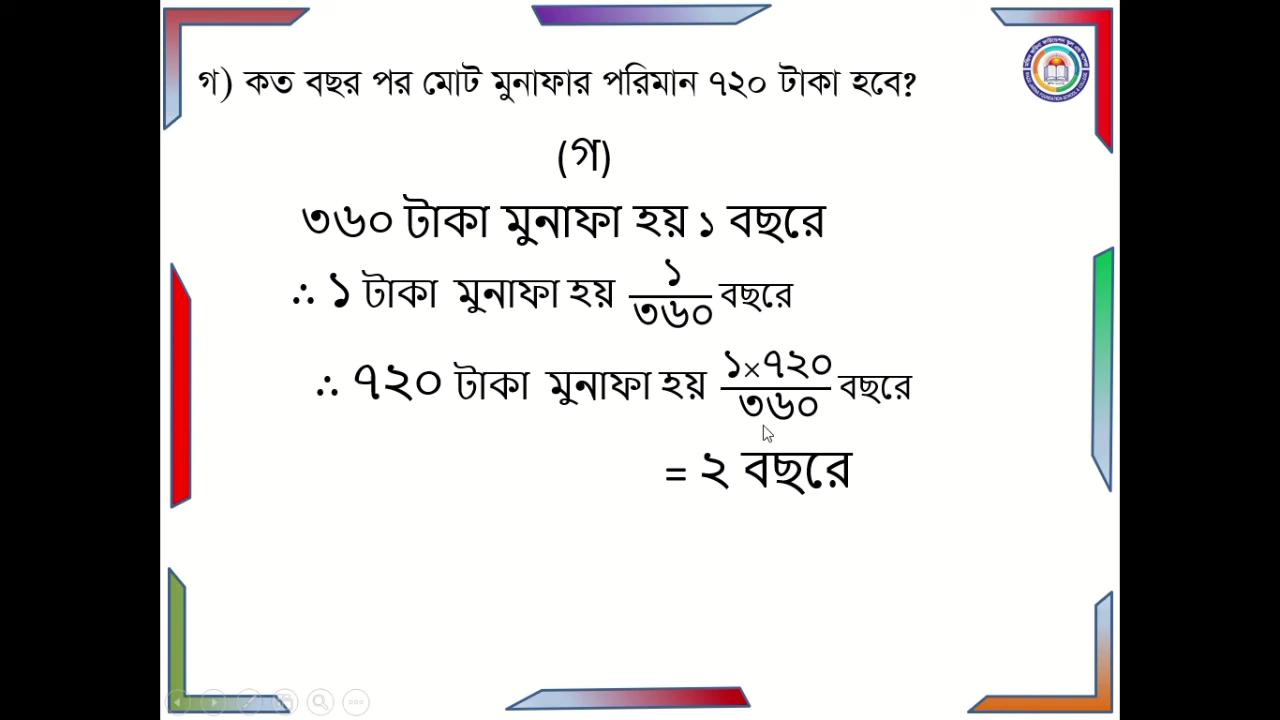 গ) কত বছর পর মোট মুনাফার পরিমান ৭২০ টাকা হবে?
(গ)
৩৬০ টাকা মুনাফা হয় ১ বছরে
∴ ১ টাকা মুনাফা হয় ১/৩৬০ বছরে
∴ ৭২০ টাকা মুনাফা হয় ১×৭২০/৩৬০ বছরে
= ২ বছরে